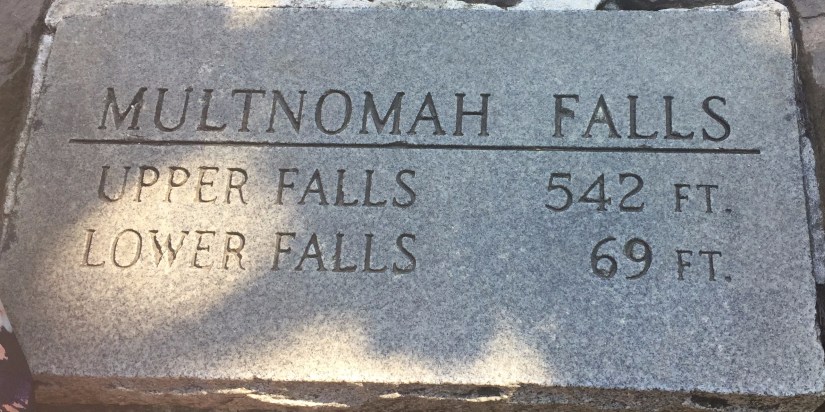 MULTNOMAH FALLS
UPPER FALLS 542 FT.
LOWER FALLS 69 FT.